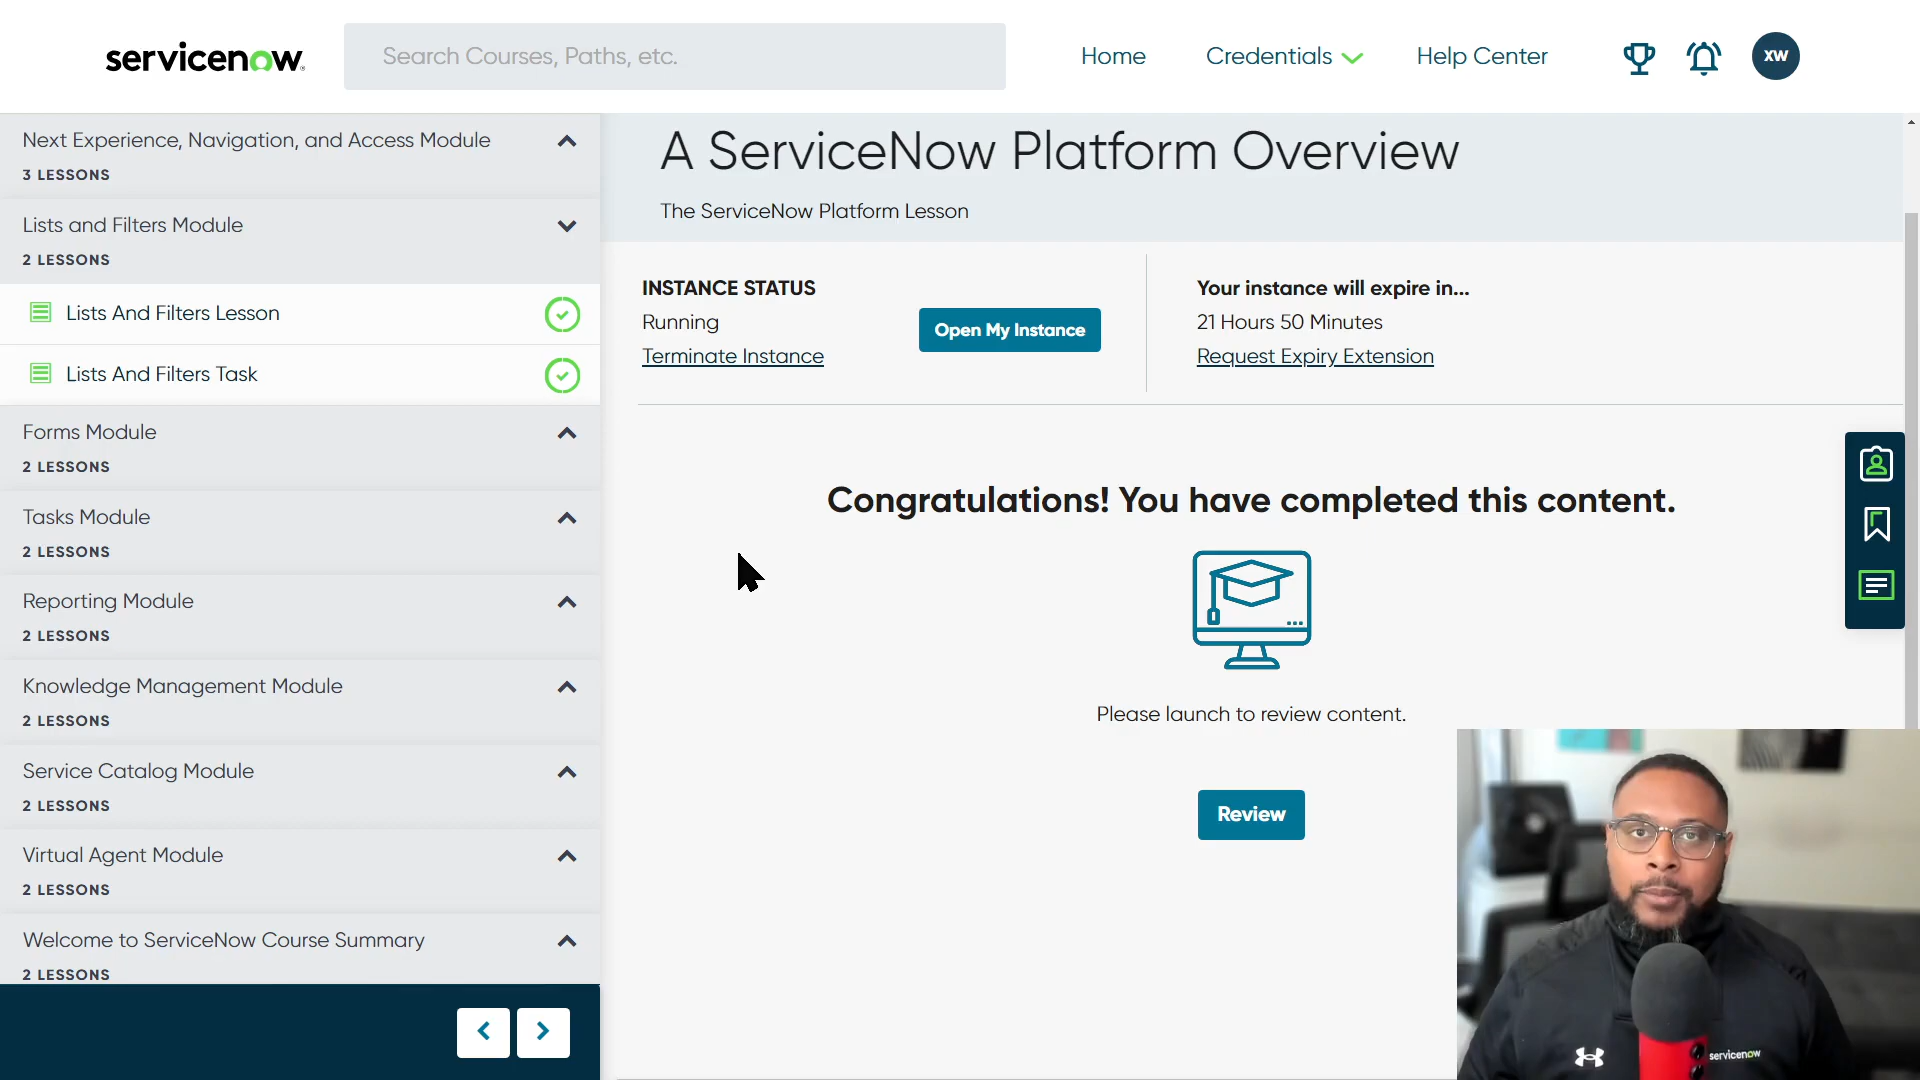 servicenow
Search Courses, Paths, etc.
Home
Credentials
Help Center
XW
Next Experience, Navigation, and Access Module
3 LESSONS
Lists and Filters Module
2 LESSONS
Lists And Filters Lesson
Lists And Filters Task
Forms Module
2 LESSONS
Tasks Module
2 LESSONS
Reporting Module
2 LESSONS
Knowledge Management Module
2 LESSONS
Service Catalog Module
2 LESSONS
Virtual Agent Module
2 LESSONS
Welcome to ServiceNow Course Summary
2 LESSONS
A ServiceNow Platform Overview
The ServiceNow Platform Lesson
INSTANCE STATUS
Running
Terminate Instance
Open My Instance
Your instance will expire in...
21 Hours 50 Minutes
Request Expiry Extension
Congratulations! You have completed this content.
Please launch to review content.
Review
servicenow